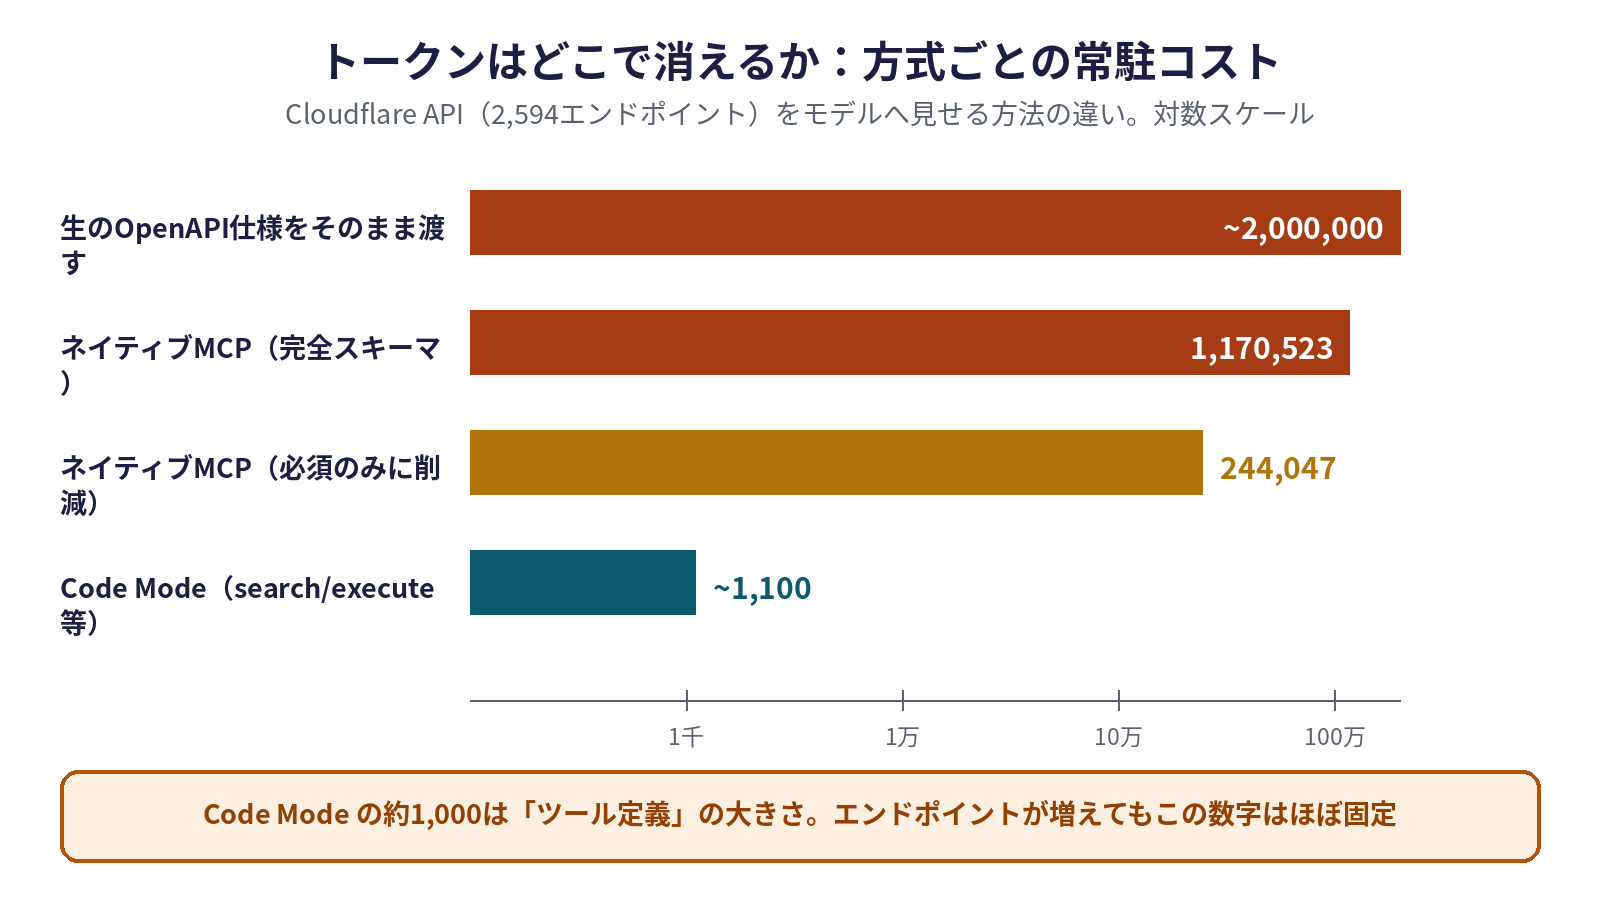 トークンはどこで消えるか：方式ごとの常駐コスト
Cloudflare API（2,594エンドポイント）をモデルへ見せる方法の違い。対数スケール
生のOpenAPI仕様をそのまま渡
す
~2,000,000
ネイティブMCP（完全スキーマ
）
1,170,523
ネイティブMCP（必須のみに削
減）
244,047
Code Mode（search/execute
等）
~1,100
1千
1万
10万
100万
Code Mode の約1,000は「ツール定義」の大きさ。エンドポイントが増えてもこの数字はほぼ固定